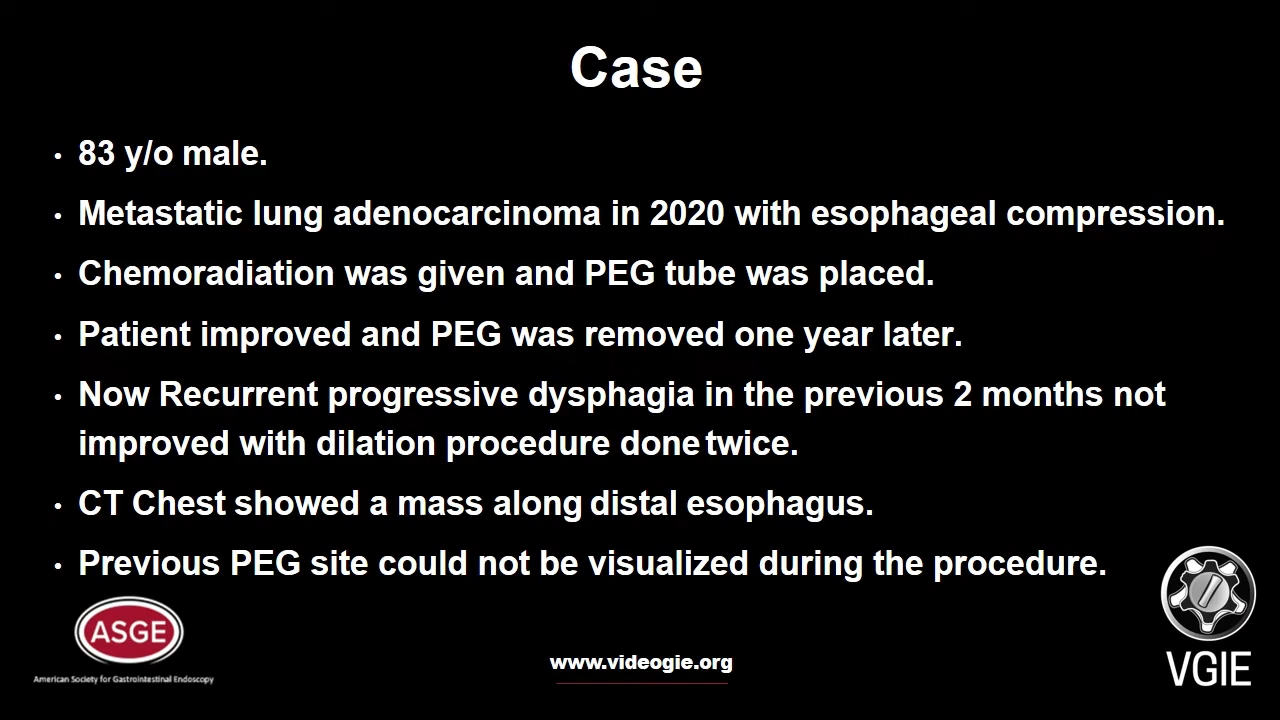 Case
• 83 y/o male.
• Metastatic lung adenocarcinoma in 2020 with esophageal compression.
• Chemoradiation was given and PEG tube was placed.
• Patient improved and PEG was removed one year later.
• Now Recurrent progressive dysphagia in the previous 2 months not
improved with dilation procedure done twice.
• CT Chest showed a mass along distal esophagus.
• Previous PEG site could not be visualized during the procedure.
ASGE
American Society for Gastrointestinal Endoscopy
www.videogie.org
VGIE